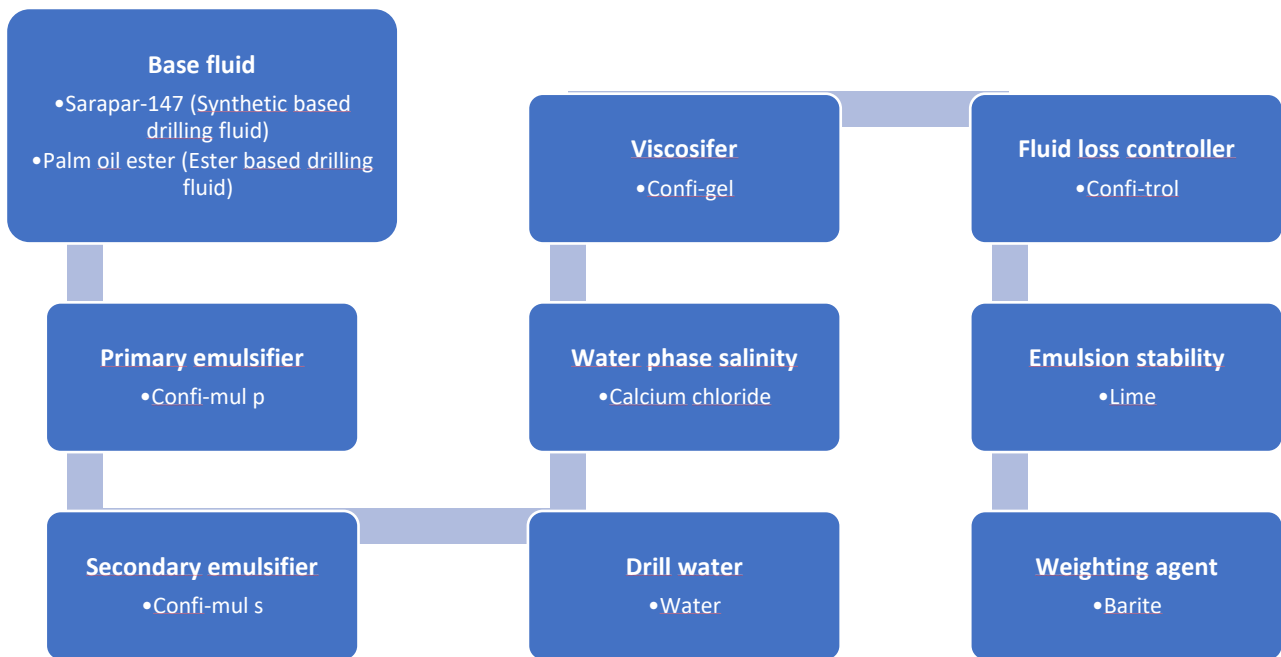 Base fluid
•Sarapar-147 (Synthetic based
drilling fluid)
•Palm oil ester (Ester based drilling
fluid)
Primary emulsifier
•Confi-mul p
Secondary emulsifier
•Confi-mul s
Drill water
•Water
Water phase salinity
•Calcium chloride
Viscosifer
•Confi-gel
Fluid loss controller
•Confi-trol
Emulsion stability
•Lime
Weighting agent
•Barite